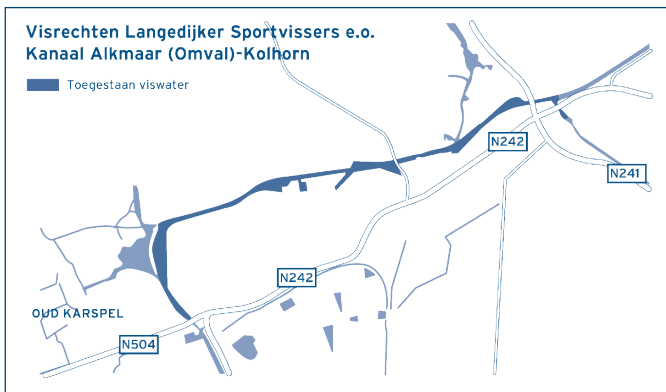 Visrechten Langedijker Sportvissers e.o.
Kanaal Alkmaar (Omval)-Kolhorn
Toegestaan viswater
N242
N241
N242
OUD KARSPEL
N504